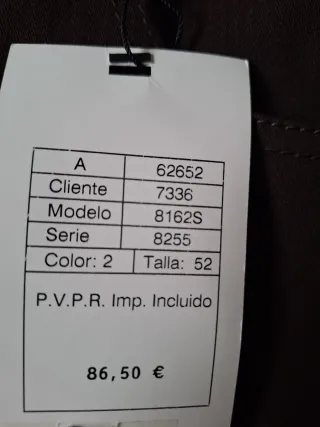 A 62652
Cliente 7336
Modelo 8162S
Serie 8255
Color: 2 Talla: 52
P.V.P.R. Imp. Incluido
86,50 €